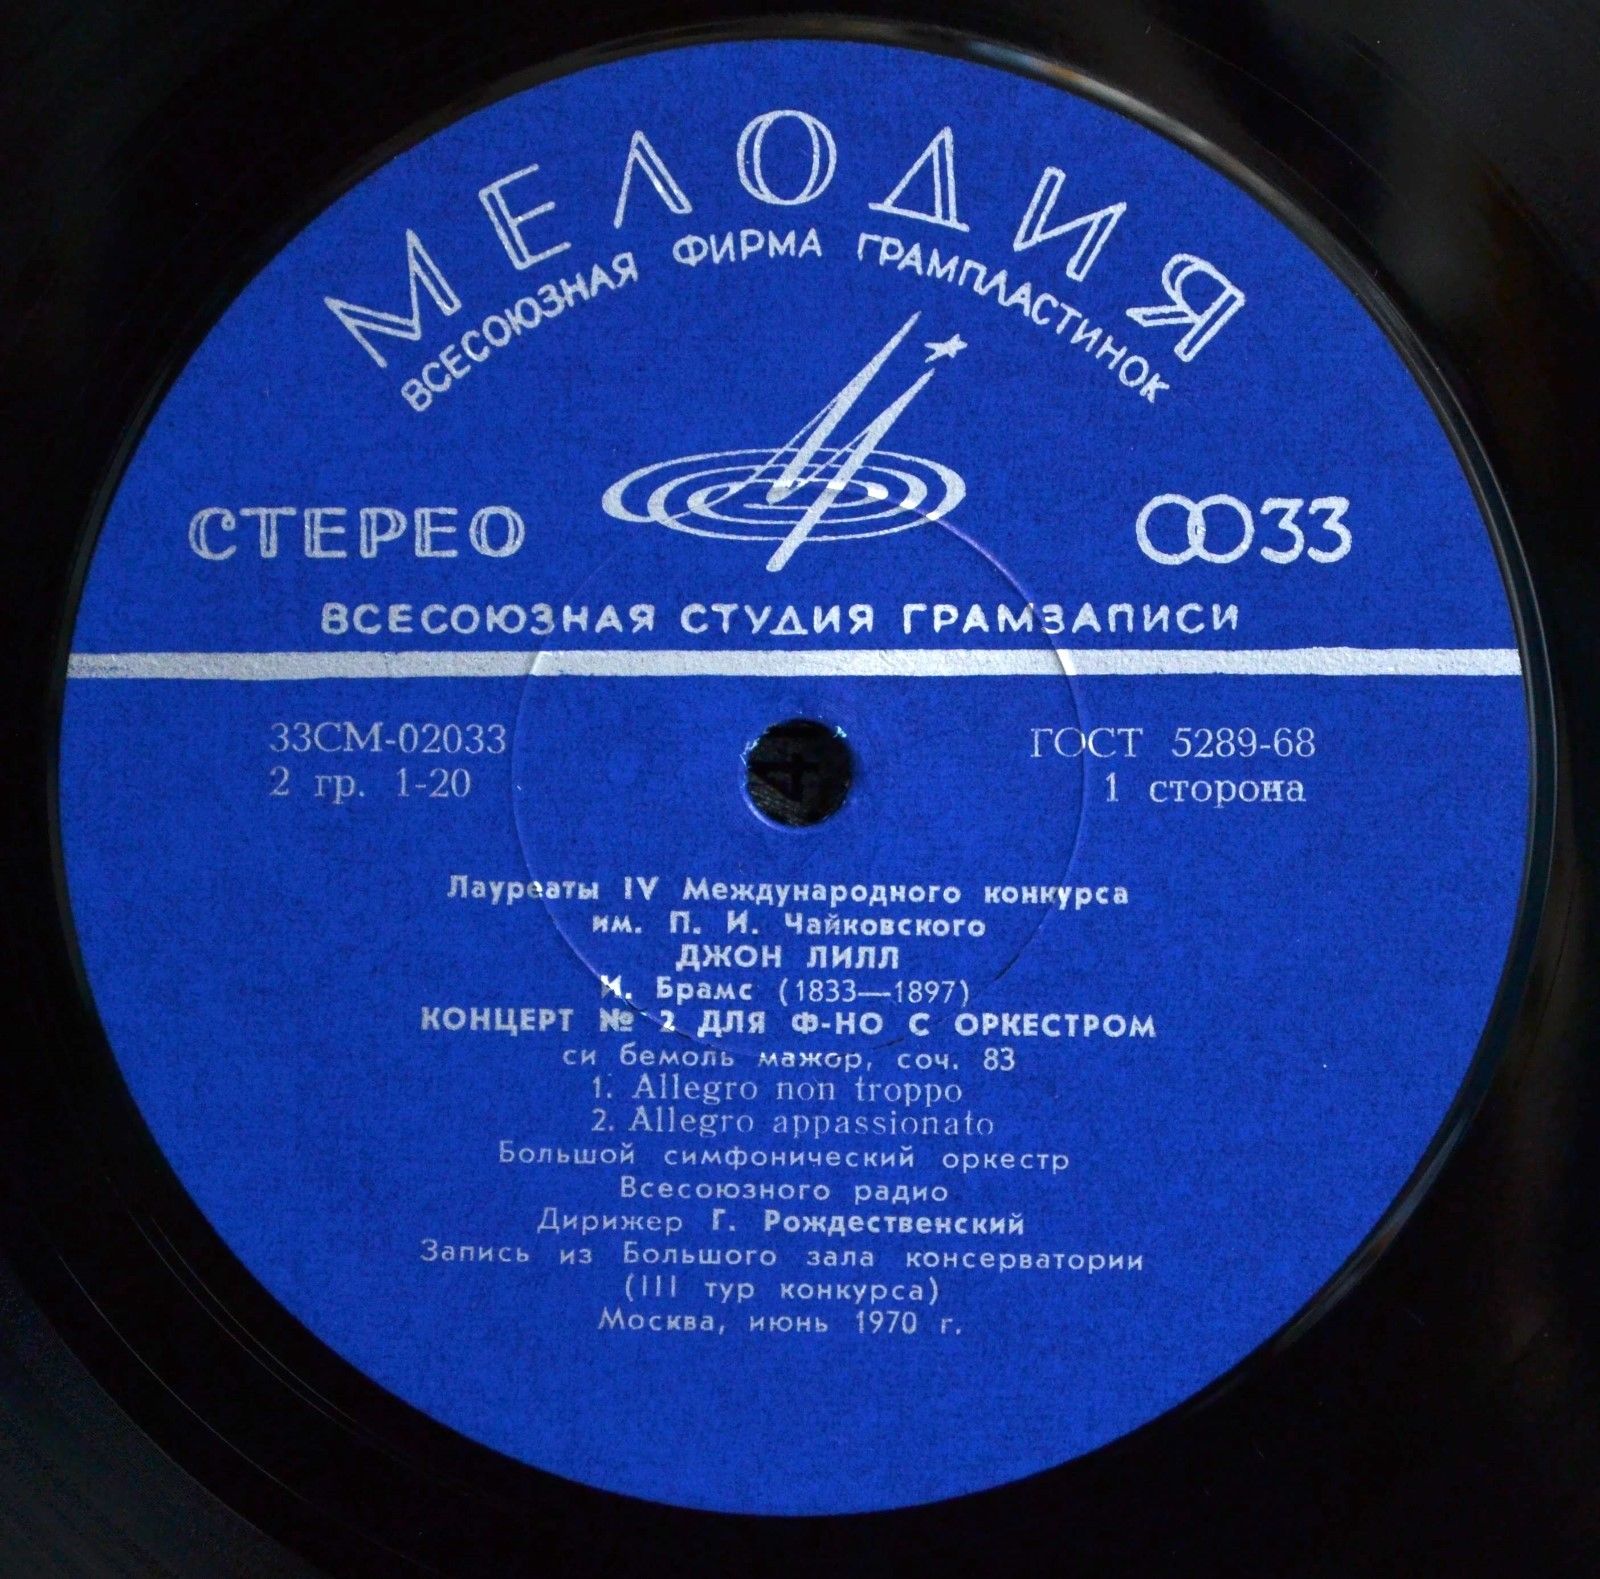 МЕЛОДИЯ
ВСЕСОЮЗНАЯ ФИРМА ГРАМПЛАСТИНОК
СТЕРЕО
33
ВСЕСОЮЗНАЯ СТУДИЯ ГРАМЗАПИСИ
33СМ-02033
ГОСТ 5289-68
2 гр. 1-20
1 сторона
Лауреаты IV Международного конкурса
им. П. И. Чайковского
ДЖОН ЛИЛЛ
И. Брамс (1833—1897)
КОНЦЕРТ № 2 ДЛЯ Ф-НО С ОРКЕСТРОМ
си бемоль мажор, соч. 83
1. Allegro non troppo
2. Allegro appassionato
Большой симфонический оркестр
Всесоюзного радио
Дирижер Г. Рождественский
Запись из Большого зала консерватории
(III тур конкурса)
Москва, июнь 1970 г.